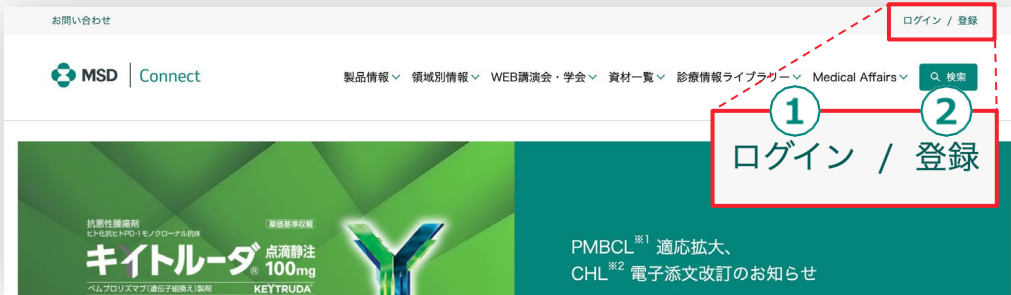 お問い合わせ
ログイン / 登録
MSD Connect
製品情報 領域別情報 WEB講演会・学会 資材一覧 診療情報ライブラリー Medical Affairs 検索
① ②
ログイン / 登録
抗悪性腫瘍剤
ヒト化抗ヒトPD-1モノクローナル抗体
薬価基準収載
キイトルーダ® 点滴静注 100mg
ペムブロリズマブ(遺伝子組換え)製剤 KEYTRUDA
PMBCL※1 適応拡大、
CHL※2 電子添文改訂のお知らせ